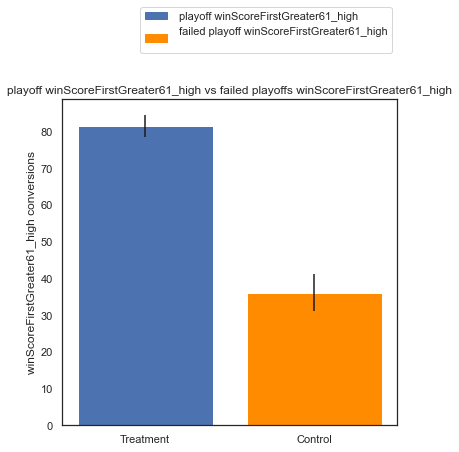 playoff winScoreFirstGreater61_high
failed playoff winScoreFirstGreater61_high
playoff winScoreFirstGreater61_high vs failed playoffs winScoreFirstGreater61_high
winScoreFirstGreater61_high conversions
80
70
60
50
40
30
20
10
0
Treatment
Control